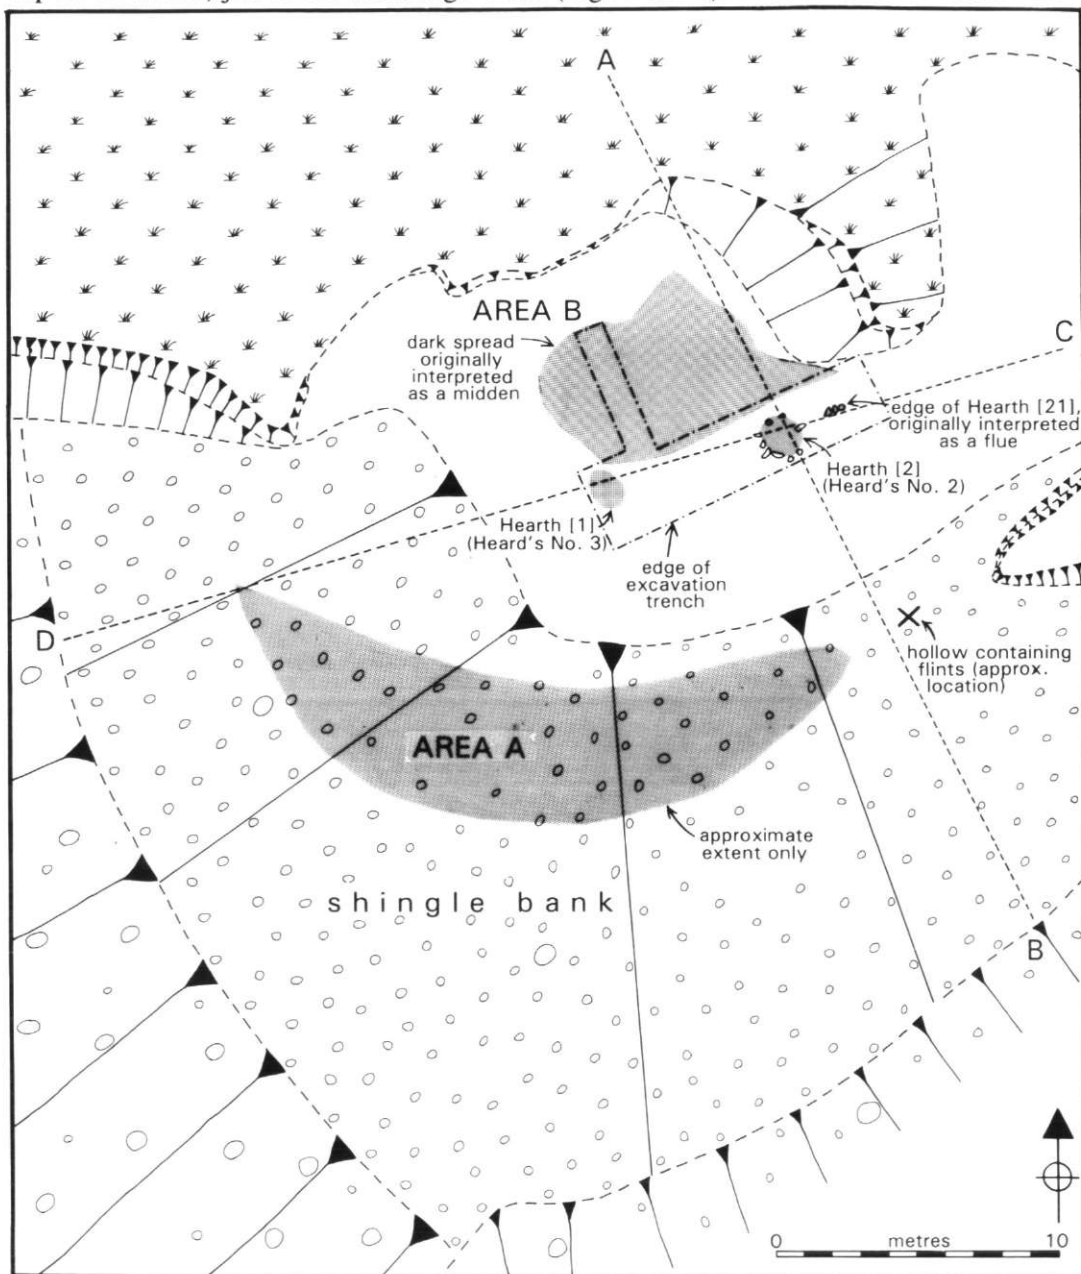 A
AREA B
dark spread
originally
interpreted
as a midden
C
edge of Hearth [21],
originally interpreted
as a flue
Hearth [2]
(Heard's No. 2)
Hearth [1]
(Heard's No. 3)
edge of
excavation
trench
D
hollow containing
flints (approx.
location)
AREA A
approximate
extent only
shingle bank
B
0 metres 10